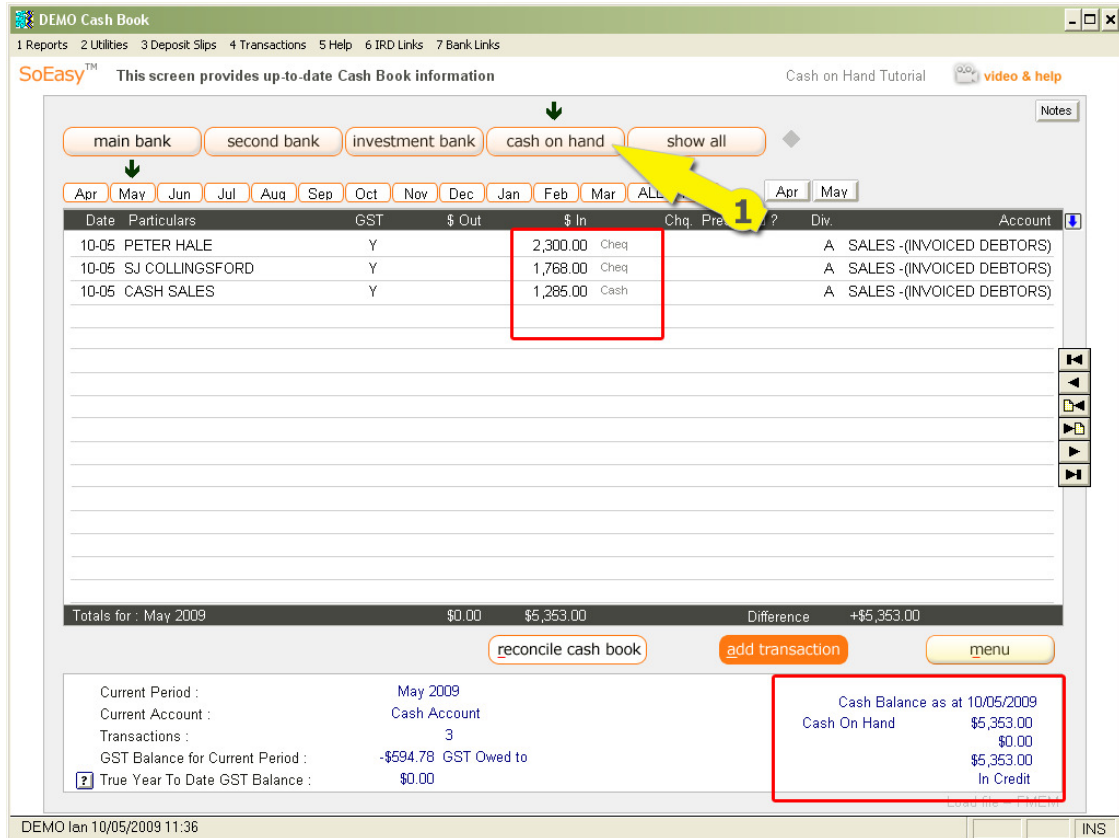 DEMO Cash Book
1 Reports 2 Utilities 3 Deposit Slips 4 Transactions 5 Help 6 IRD Links 7 Bank Links
SoEasy™ This screen provides up-to-date Cash Book information Cash on Hand Tutorial video & help
Notes
main bank second bank investment bank cash on hand show all
Apr May Jun Jul Aug Sep Oct Nov Dec Jan Feb Mar Apr May
1
Date Particulars GST $ Out $ In Chq. ? Div. Account
10-05 PETER HALE Y 2,300.00 Cheq A SALES -(INVOICED DEBTORS)
10-05 SJ COLLINGSFORD Y 1,768.00 Cheq A SALES -(INVOICED DEBTORS)
10-05 CASH SALES Y 1,285.00 Cash A SALES -(INVOICED DEBTORS)
Totals for : May 2009 $0.00 $5,353.00 Difference +$5,353.00
reconcile cash book add transaction menu
Current Period : May 2009
Current Account : Cash Account
Transactions : 3
GST Balance for Current Period : -$594.78 GST Owed to
? True Year To Date GST Balance : $0.00
Cash Balance as at 10/05/2009
Cash On Hand $5,353.00
$0.00
$5,353.00
In Credit
Load file -- FMEM
DEMO Ian 10/05/2009 11:36 INS